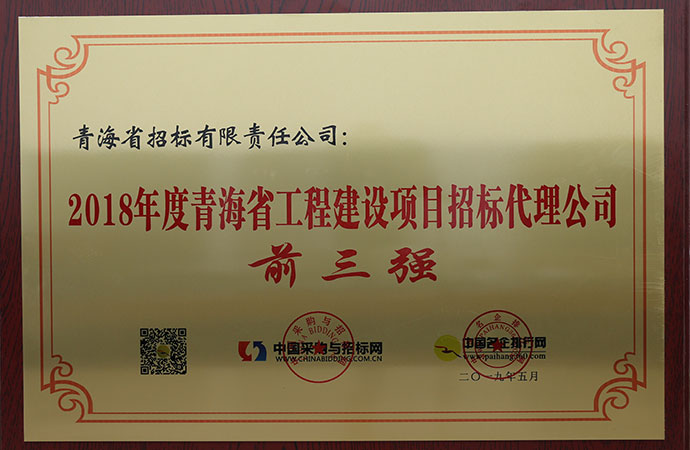 青海省招标有限责任公司：
2018年度青海省工程建设项目招标代理公司
前三强
中国采购与招标网
WWW.CHINABIDDING.COM.CN
中国名企排行网
二〇一九年五月